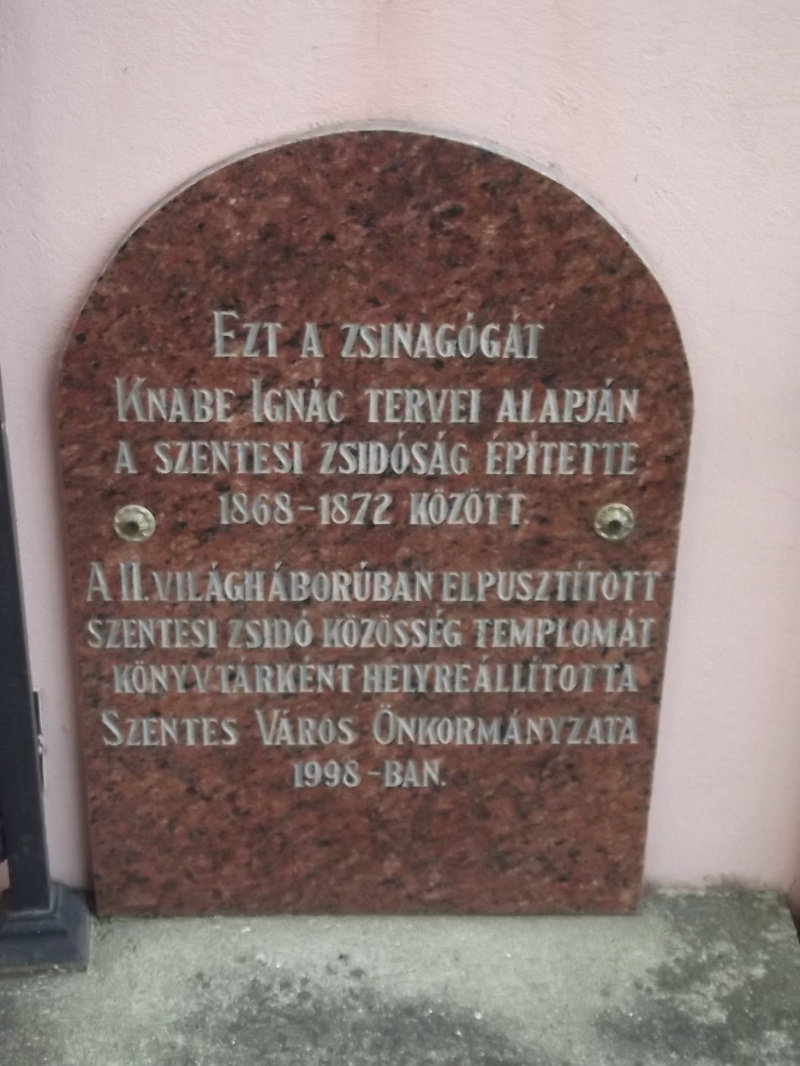 EZT A ZSINAGÓGÁT
KNABE IGNÁC TERVEI ALAPJÁN
A SZENTESI ZSIDÓSÁG ÉPÍTETTE
1868-1872 KÖZÖTT.
A II. VILÁGHÁBORÚBAN ELPUSZTÍTOTT
SZENTESI ZSIDÓ KÖZÖSSÉG TEMPLOMÁT
KÖNYVTÁRKÉNT HELYREÁLLÍTOTTA
SZENTES VÁROS ÖNKORMÁNYZATA
1998-BAN.